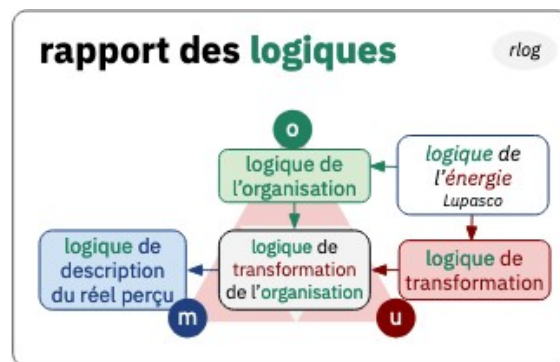 rapport des logiques
rlog
o
logique de
l'organisation
logique de
l'énergie
Lupasco
logique de
description
du réel perçu
logique de
transformation
de l'organisation
logique de
transformation
m
u